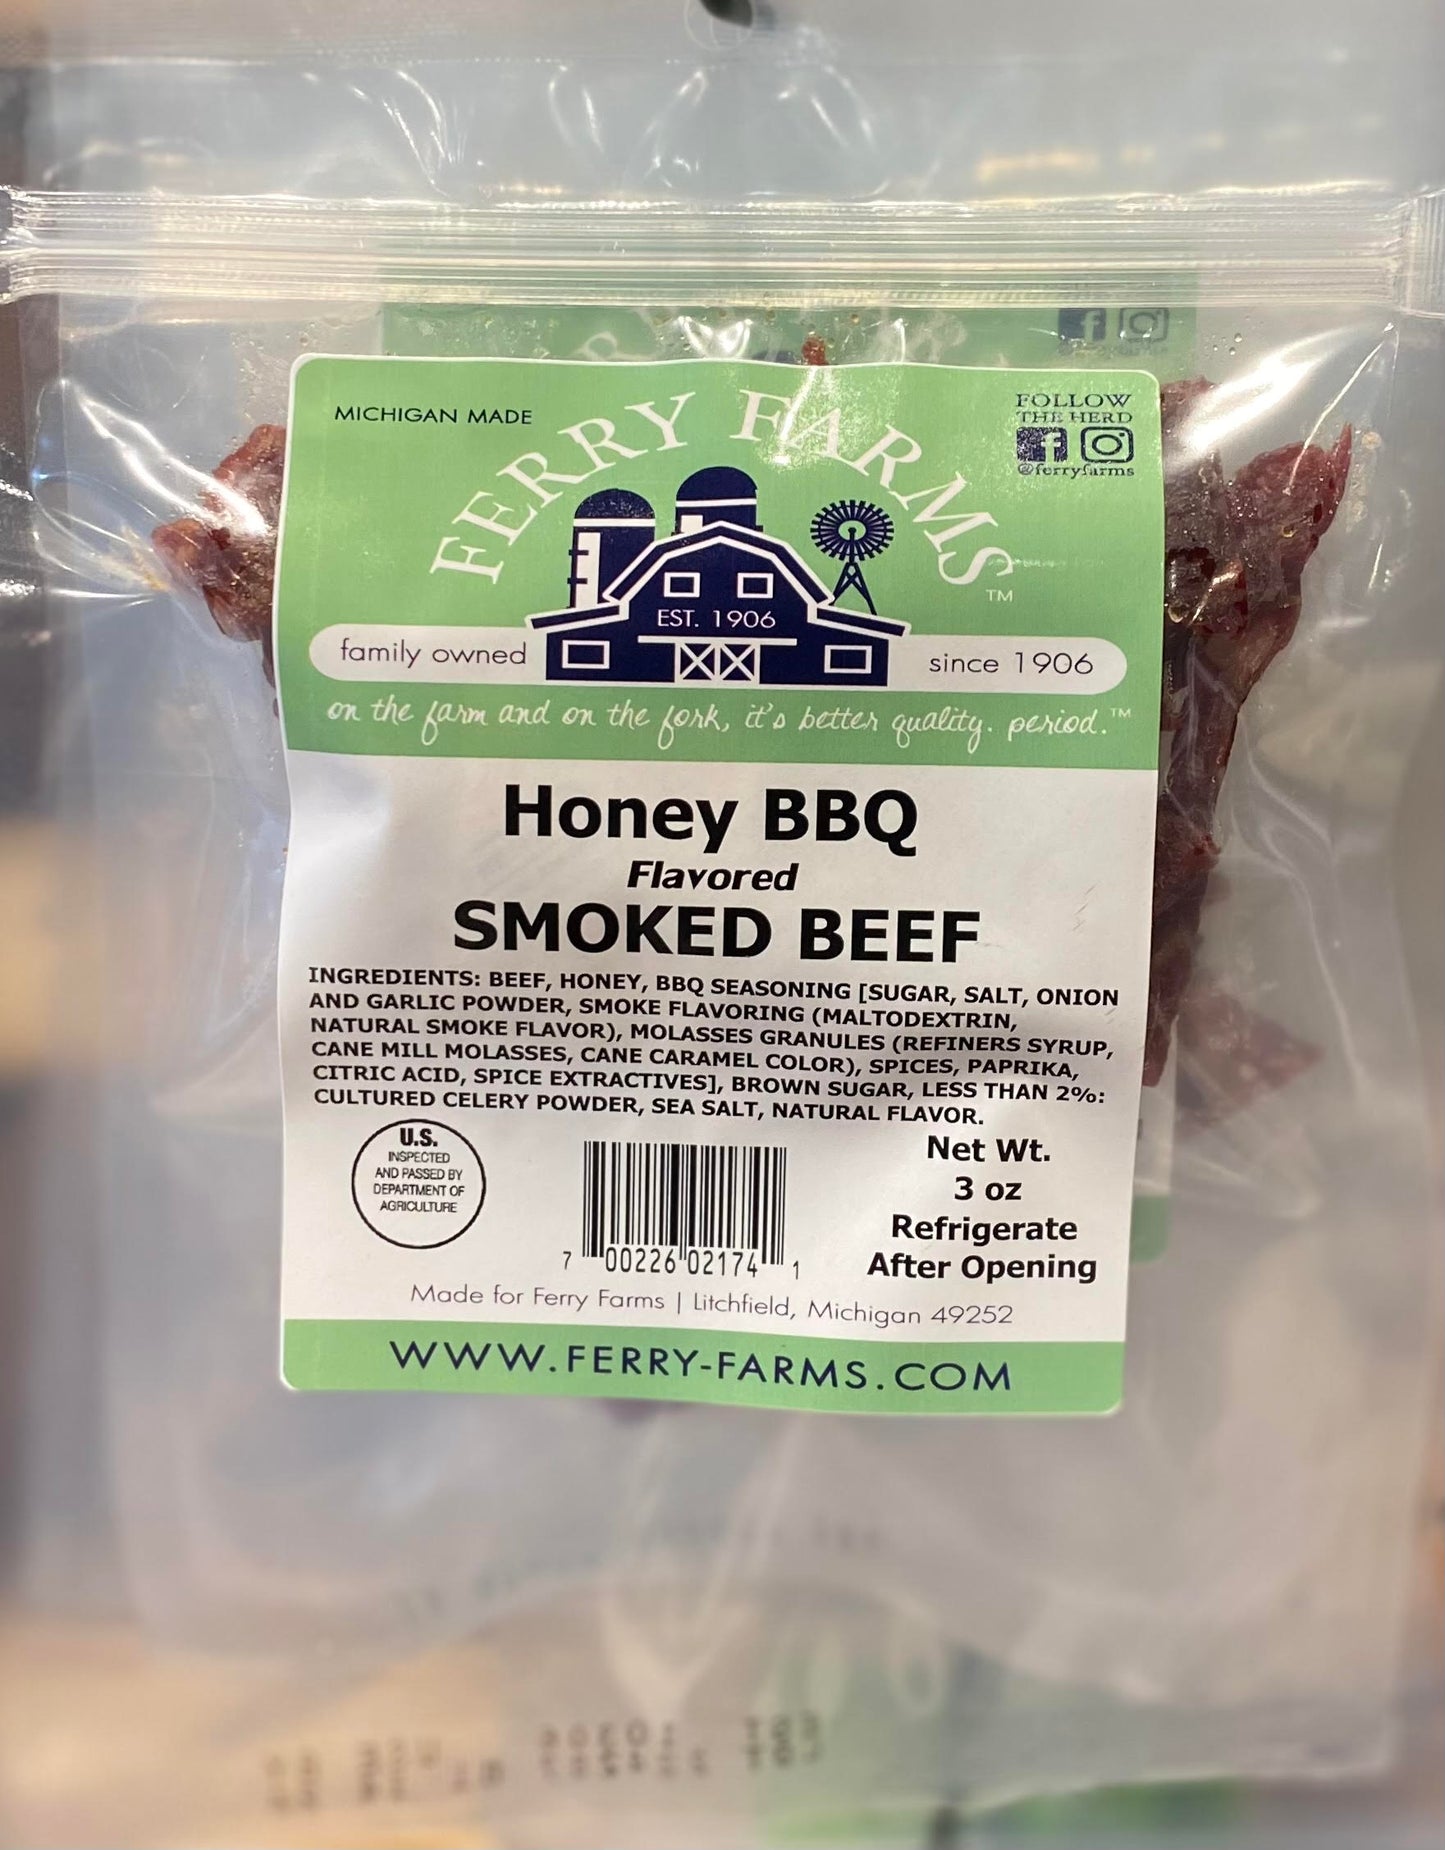 MICHIGAN MADE
FOLLOW
THE HERD
@ferryfarms
FERRY FARMS™
EST. 1906
family owned
since 1906
on the farm and on the fork, it's better quality. period.™
Honey BBQ
Flavored
SMOKED BEEF
INGREDIENTS: BEEF, HONEY, BBQ SEASONING [SUGAR, SALT, ONION
AND GARLIC POWDER, SMOKE FLAVORING (MALTODEXTRIN,
NATURAL SMOKE FLAVOR), MOLASSES GRANULES (REFINERS SYRUP,
CANE MILL MOLASSES, CANE CARAMEL COLOR), SPICES, PAPRIKA,
CITRIC ACID, SPICE EXTRACTIVES], BROWN SUGAR, LESS THAN 2%:
CULTURED CELERY POWDER, SEA SALT, NATURAL FLAVOR.
U.S.
INSPECTED
AND PASSED BY
DEPARTMENT OF
AGRICULTURE
7 00226 02174 1
Net Wt.
3 oz
Refrigerate
After Opening
Made for Ferry Farms | Litchfield, Michigan 49252
WWW.FERRY-FARMS.COM